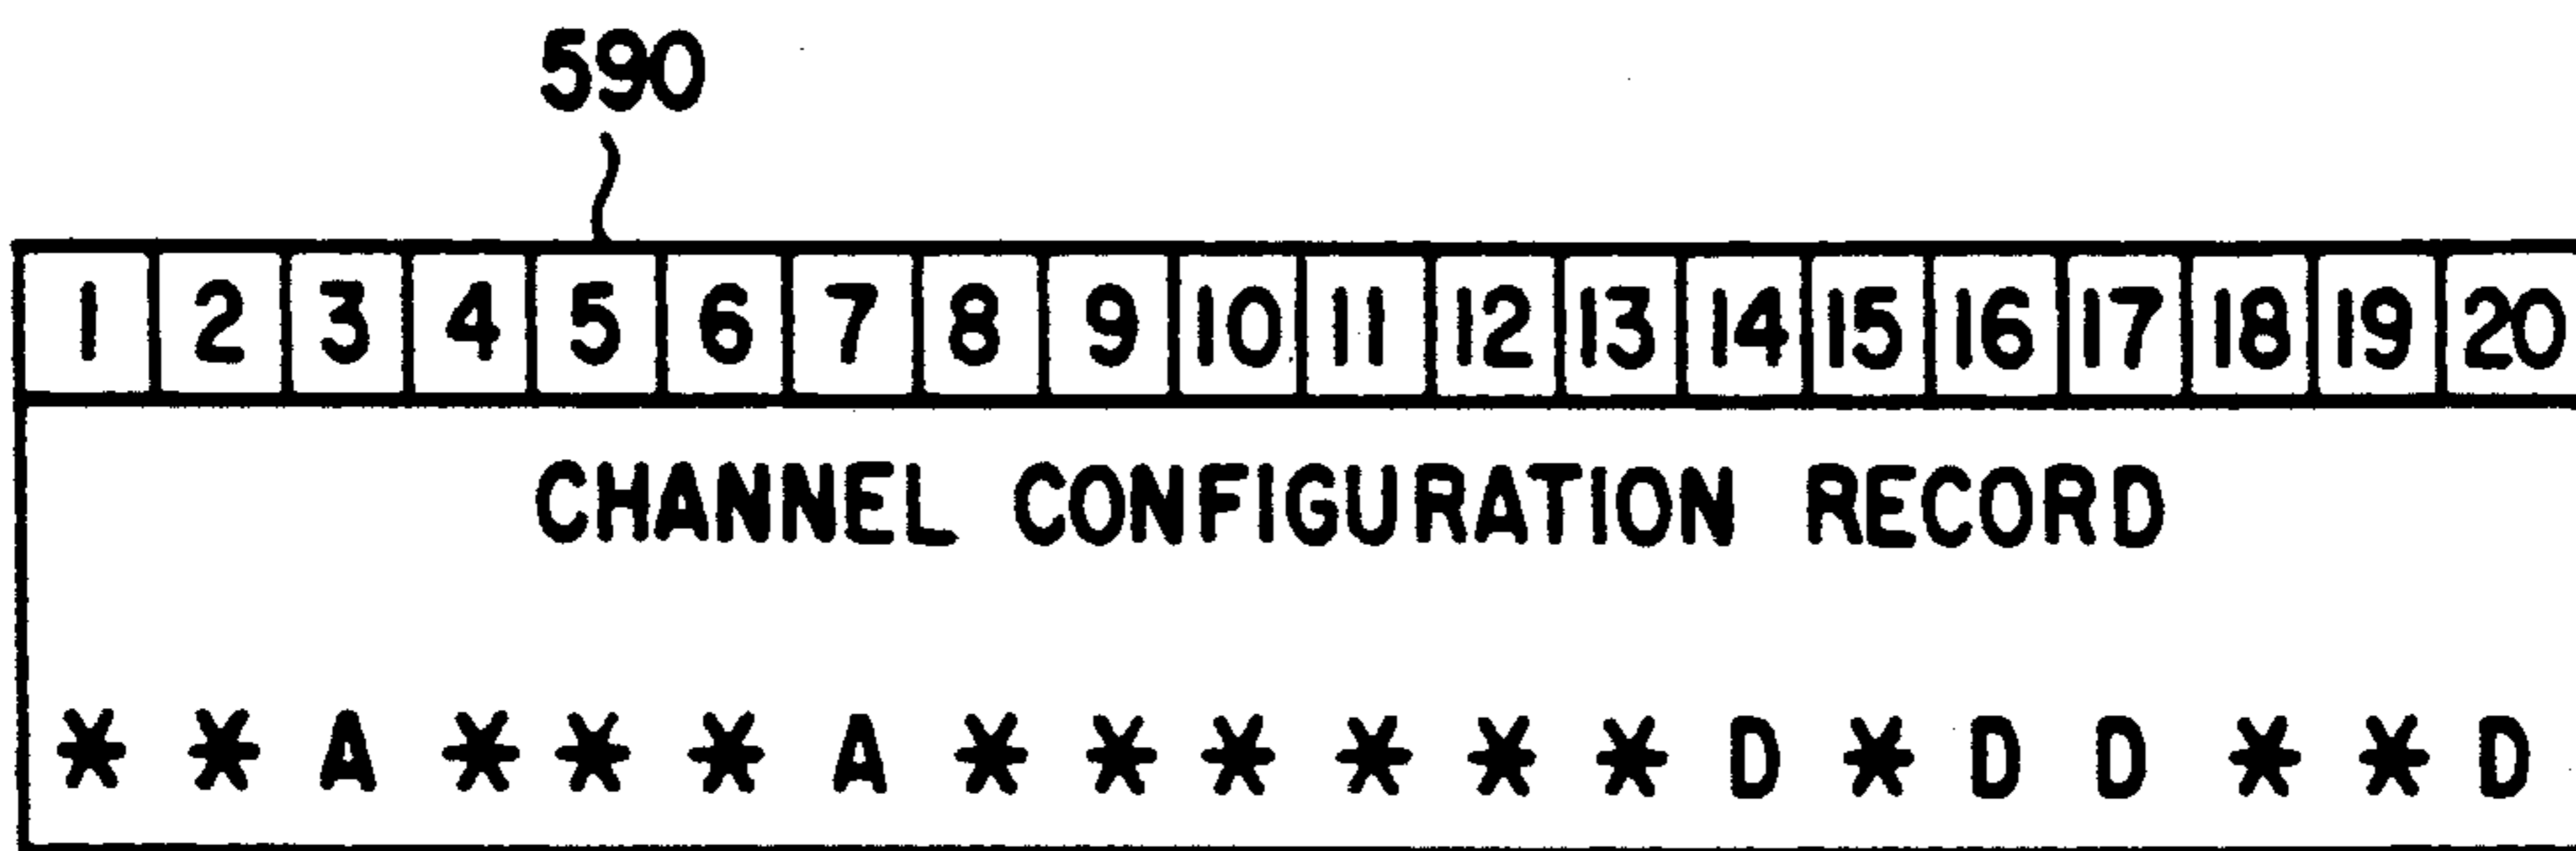 590
1 2 3 4 5 6 7 8 9 10 11 12 13 14 15 16 17 18 19 20
CHANNEL CONFIGURATION RECORD
* * A * * * A * * * * * * D * D D * * D